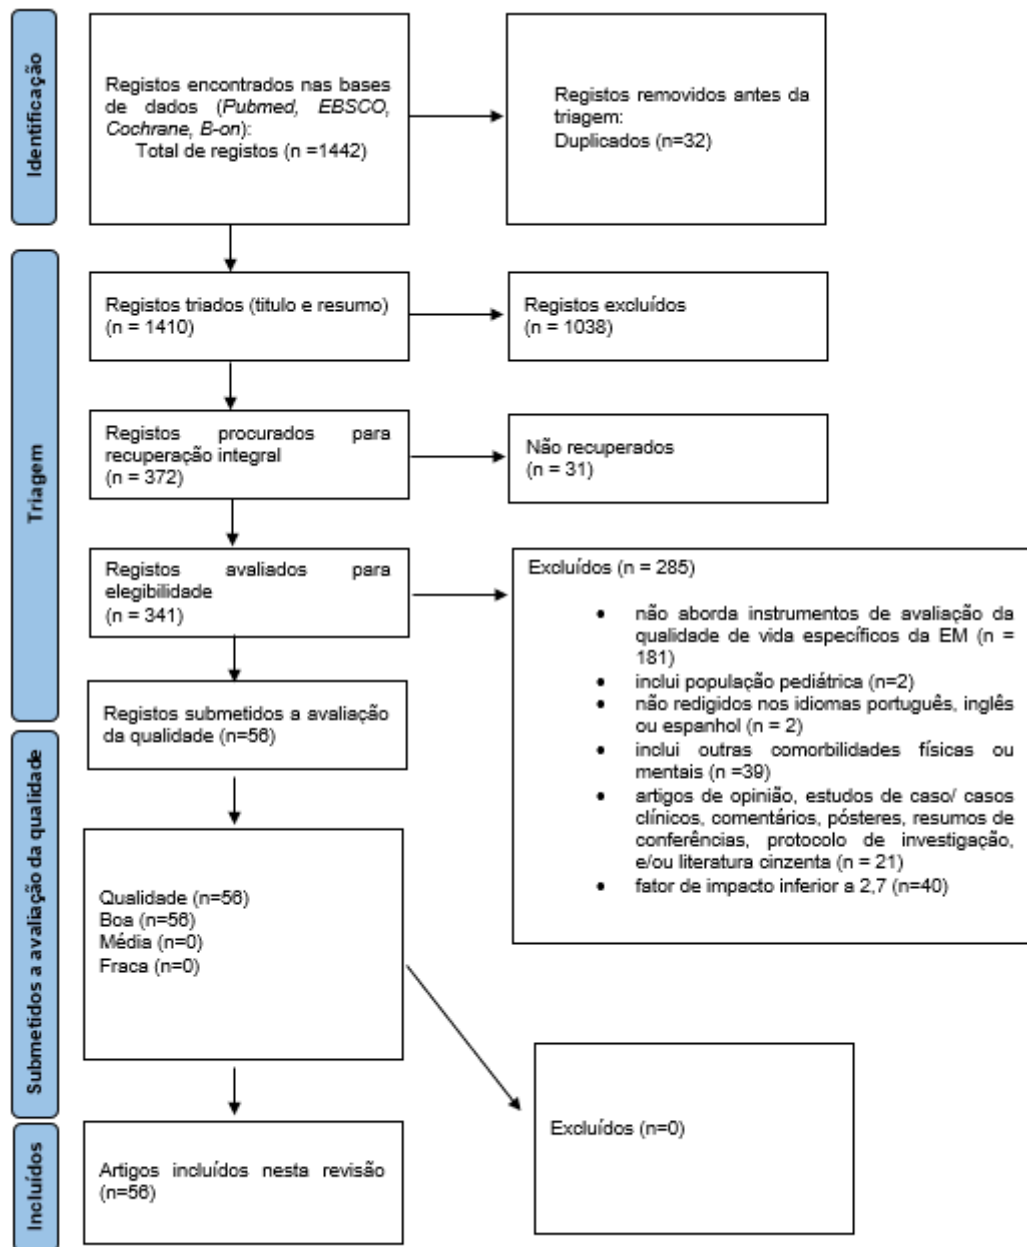 Identificação
Registos encontrados nas bases
de dados (Pubmed, EBSCO,
Cochrane, B-on):
Total de registos (n =1442)
Registos removidos antes da
triagem:
Duplicados (n=32)
Triagem
Registos triados (titulo e resumo)
(n = 1410)
Registos excluídos
(n = 1038)
Registos procurados para
recuperação integral
(n = 372)
Não recuperados
(n = 31)
Registos avaliados para
elegibilidade
(n = 341)
Excluídos (n = 285)
• não aborda instrumentos de avaliação da
qualidade de vida específicos da EM (n =
181)
• inclui população pediátrica (n=2)
• não redigidos nos idiomas português, inglês
ou espanhol (n = 2)
• inclui outras comorbilidades físicas ou
mentais (n =39)
• artigos de opinião, estudos de caso/ casos
clínicos, comentários, pósteres, resumos de
conferências, protocolo de investigação,
e/ou literatura cinzenta (n = 21)
• fator de impacto inferior a 2,7 (n=40)
Registos submetidos a avaliação
da qualidade (n=56)
Submetidos a avaliação da qualidade
Qualidade (n=56)
Boa (n=56)
Média (n=0)
Fraca (n=0)
Excluídos (n=0)
Incluídos
Artigos incluídos nesta revisão
(n=56)